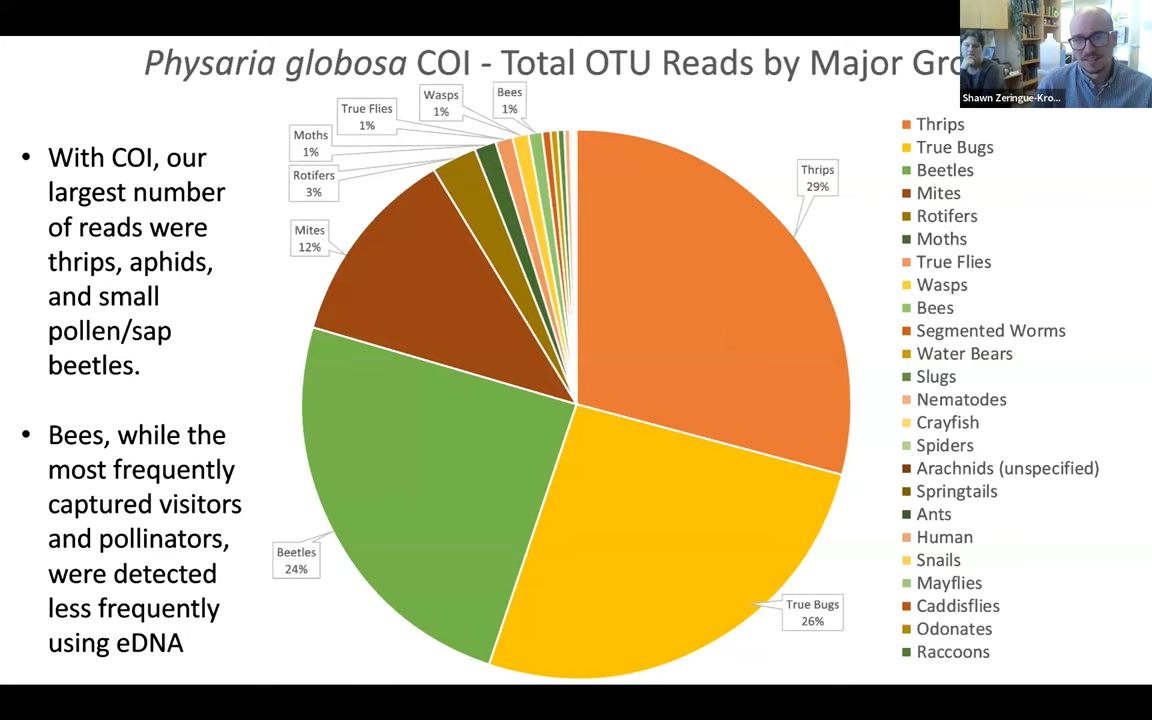 Physaria globosa COI - Total OTU Reads by Major Gro
Shawn Zeringue-Kro...
With COI, our
largest number
of reads were
thrips, aphids,
and small
pollen/sap
beetles.
Bees, while the
most frequently
captured visitors
and pollinators,
were detected
less frequently
using eDNA
Bees
1%
Wasps
1%
True Flies
1%
Moths
1%
Rotifers
3%
Mites
12%
Beetles
24%
Thrips
29%
True Bugs
26%
Thrips
True Bugs
Beetles
Mites
Rotifers
Moths
True Flies
Wasps
Bees
Segmented Worms
Water Bears
Slugs
Nematodes
Crayfish
Spiders
Arachnids (unspecified)
Springtails
Ants
Human
Snails
Mayflies
Caddisflies
Odonates
Raccoons